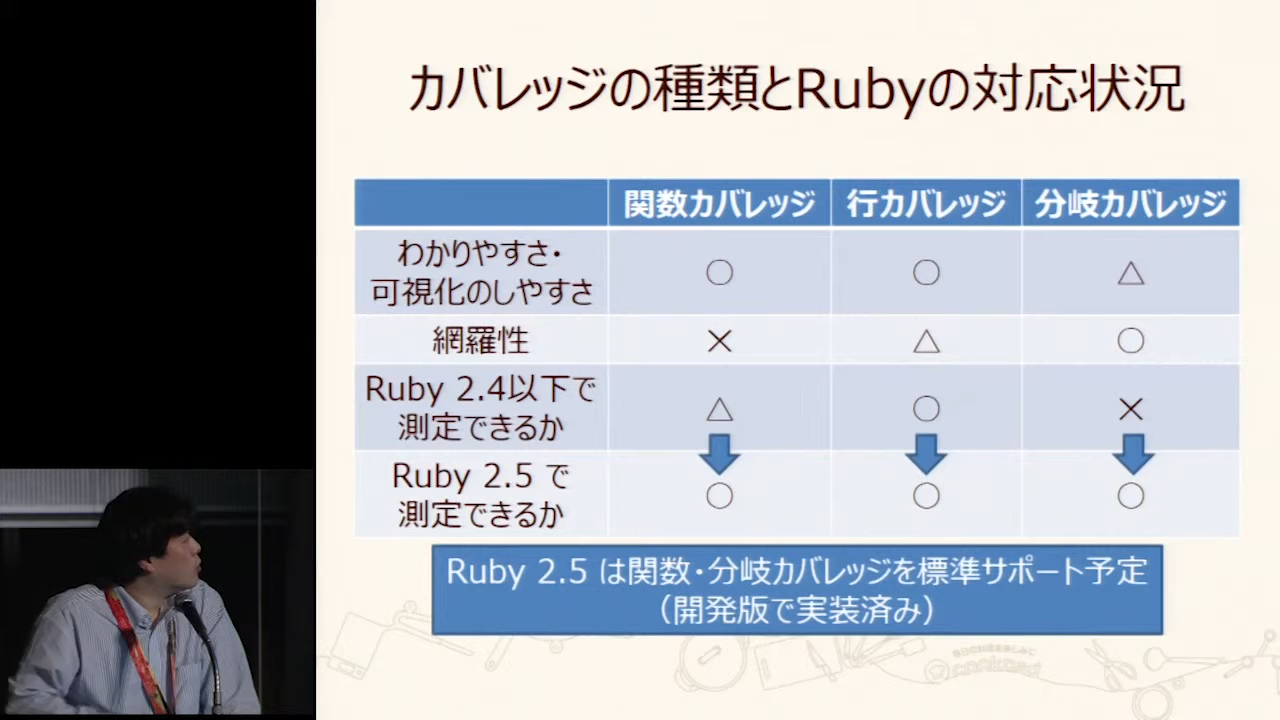 カバレッジの種類とRubyの対応状況
関数カバレッジ 行カバレッジ 分岐カバレッジ
わかりやすさ・
可視化のしやすさ
○ ○ △
網羅性 × △ ○
Ruby 2.4以下で
測定できるか
△ ○ ×
Ruby 2.5 で
測定できるか
○ ○ ○
Ruby 2.5 は関数・分岐カバレッジを標準サポート予定
（開発版で実装済み）
cookpad